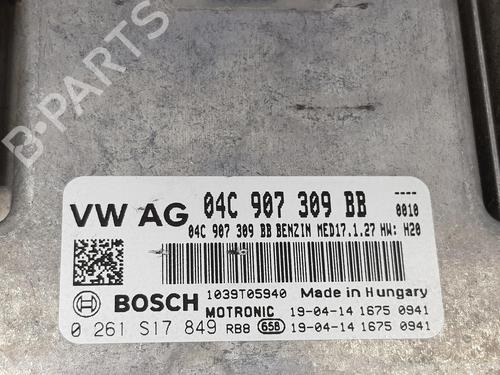 B-PARTS
VW AG 04C 907 309 BB ----
0010
04C 907 309 BB BENZIN MED17.1.27 HW: H20
BOSCH 1039T05940 Made in Hungary
MOTRONIC 19-04-14 1675 0941
0 261 S17 849 RBB 658 19-04-14 1675 0941